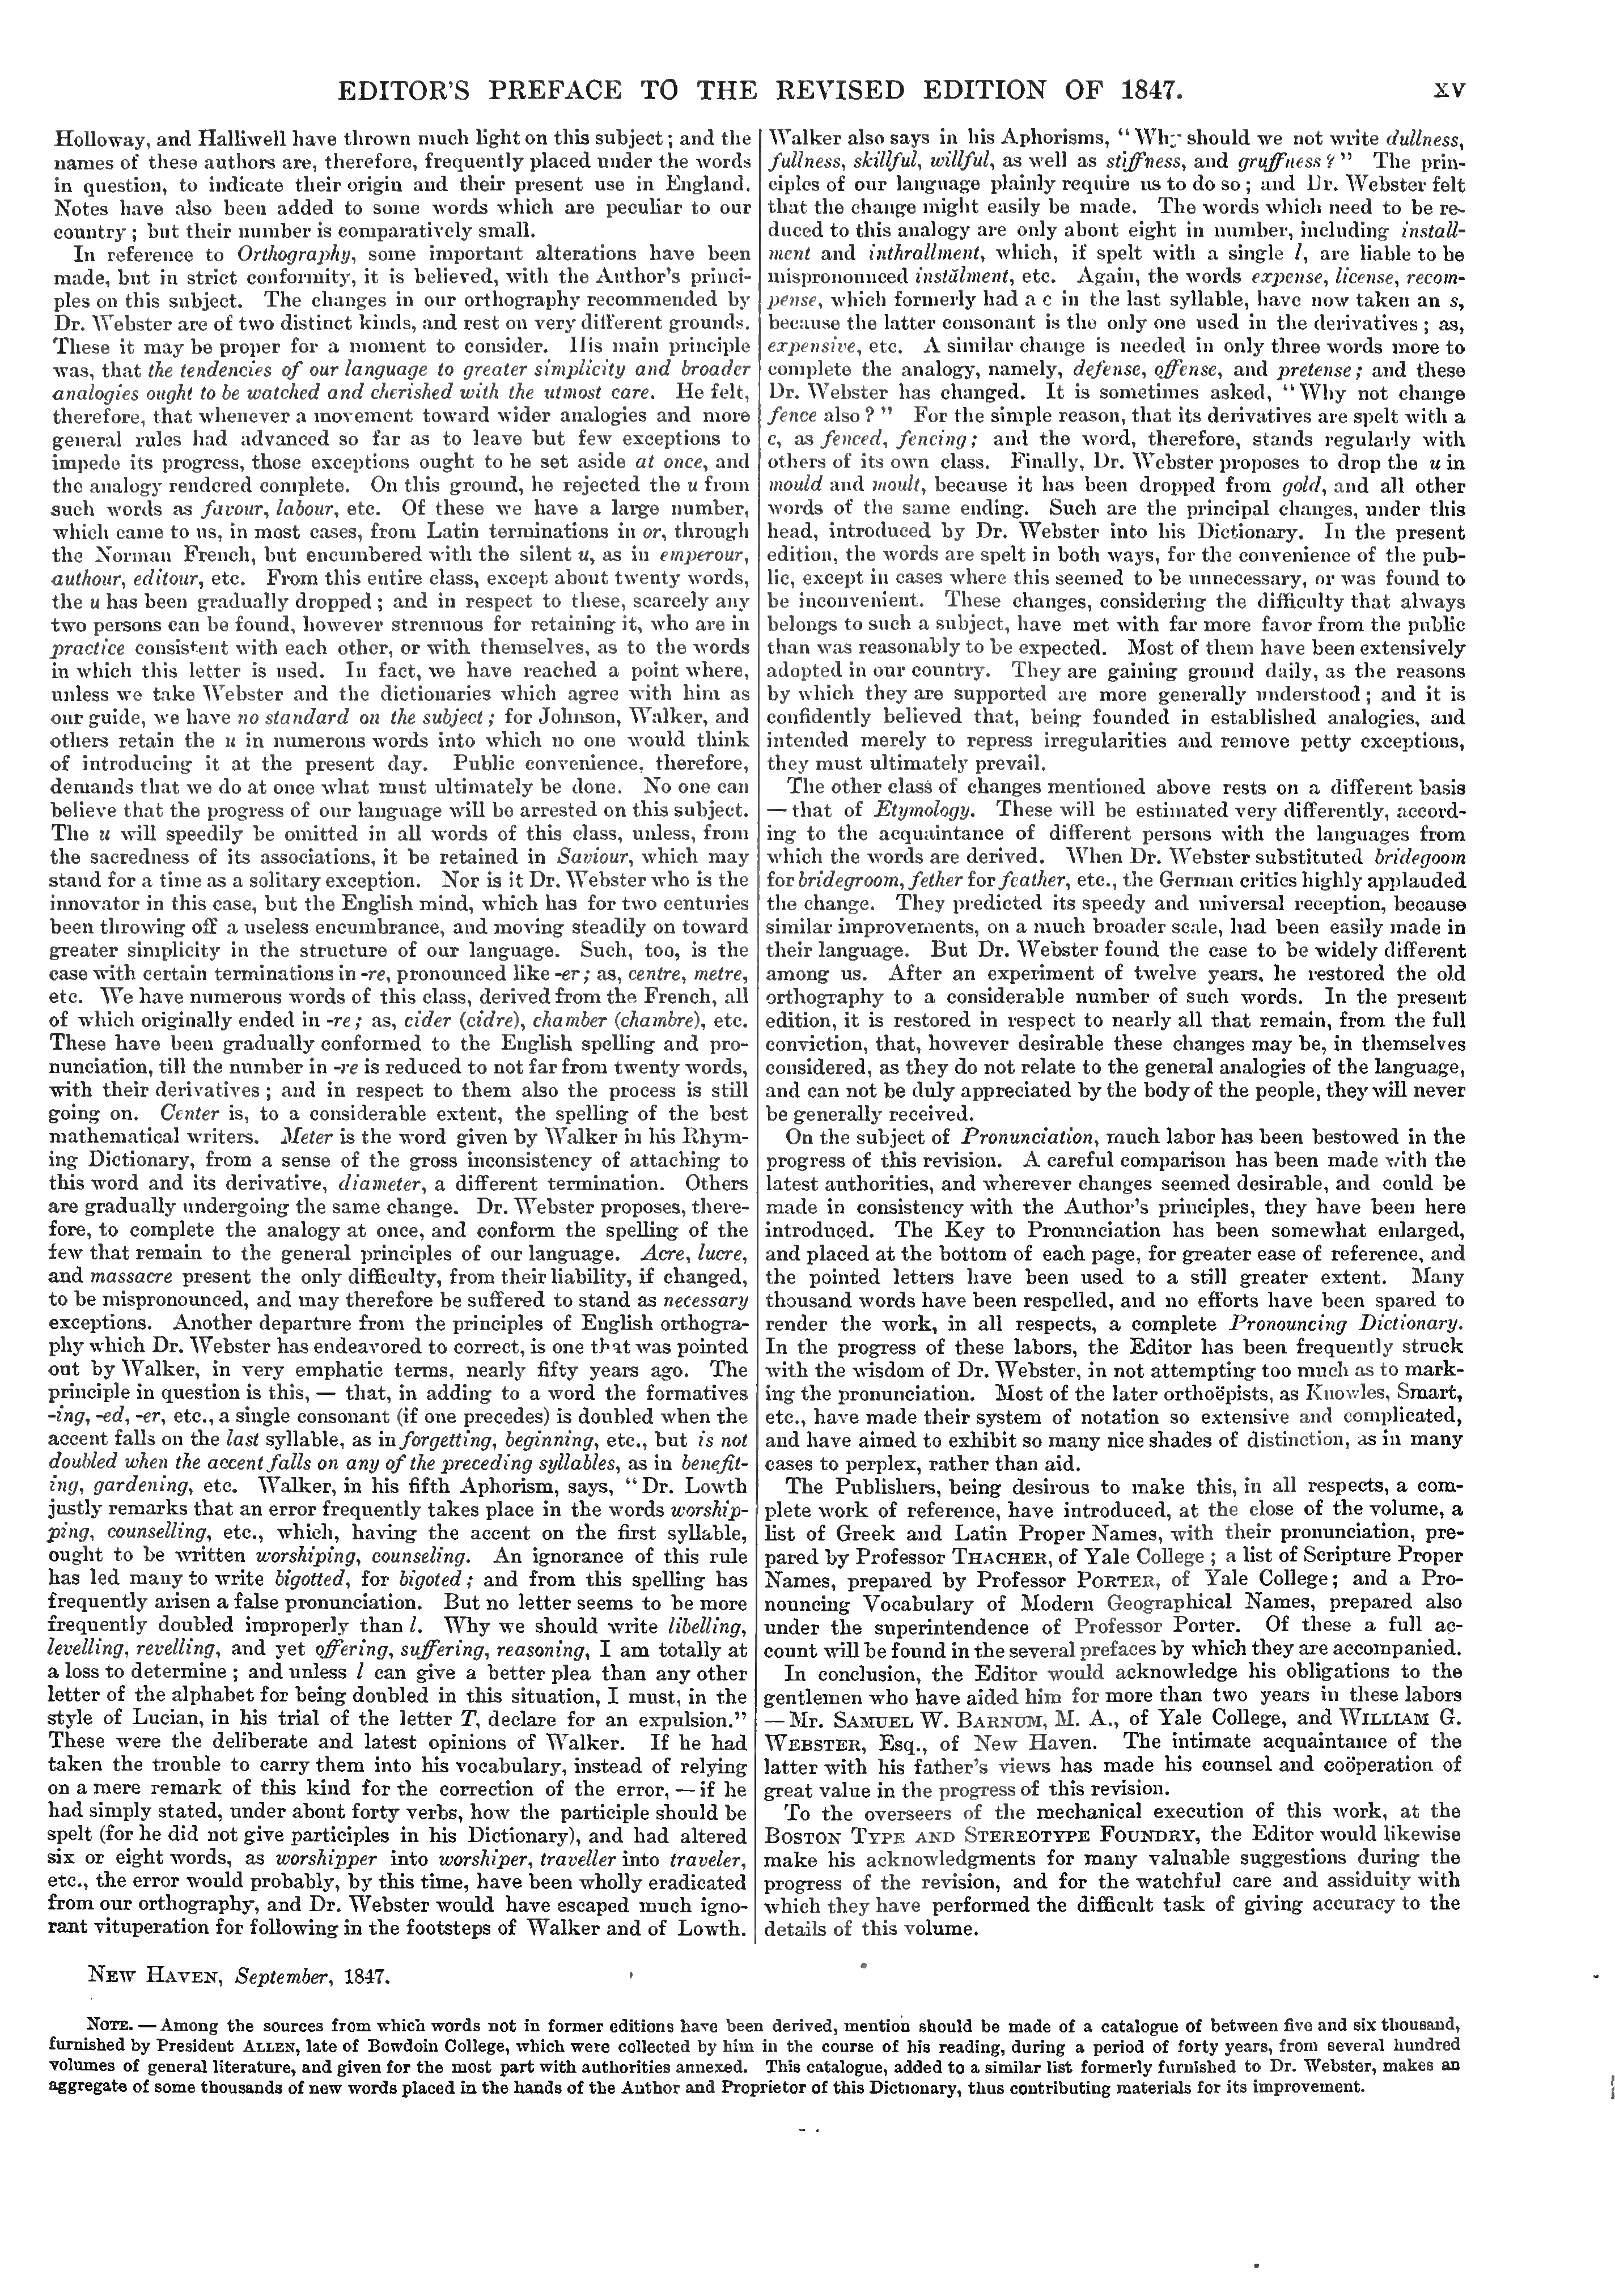 EDITOR'S PREFACE TO THE REVISED EDITION OF 1847. XV
Holloway, and Halliwell have thrown much light on this subject; and the
names of these authors are, therefore, frequently placed under the words
in question, to indicate their origin and their present use in England.
Notes have also been added to some words which are peculiar to our
country; but their number is comparatively small.
In reference to Orthography, some important alterations have been
made, but in strict conformity, it is believed, with the Author's princi-
ples on this subject. The changes in our orthography recommended by
Dr. Webster are of two distinct kinds, and rest on very different grounds.
These it may be proper for a moment to consider. His main principle
was, that the tendencies of our language to greater simplicity and broader
analogies ought to be watched and cherished with the utmost care. He felt,
therefore, that whenever a movement toward wider analogies and more
general rules had advanced so far as to leave but few exceptions to
impede its progress, those exceptions ought to be set aside at once, and
the analogy rendered complete. On this ground, he rejected the u from
such words as favour, labour, etc. Of these we have a large number,
which came to us, in most cases, from Latin terminations in or, through
the Norman French, but encumbered with the silent u, as in emperour,
authour, editour, etc. From this entire class, except about twenty words,
the u has been gradually dropped; and in respect to these, scarcely any
two persons can be found, however strenuous for retaining it, who are in
practice consistent with each other, or with themselves, as to the words
in which this letter is used. In fact, we have reached a point where,
unless we take Webster and the dictionaries which agree with him as
our guide, we have no standard on the subject; for Johnson, Walker, and
others retain the u in numerous words into which no one would think
of introducing it at the present day. Public convenience, therefore,
demands that we do at once what must ultimately be done. No one can
believe that the progress of our language will be arrested on this subject.
The u will speedily be omitted in all words of this class, unless, from
the sacredness of its associations, it be retained in Saviour, which may
stand for a time as a solitary exception. Nor is it Dr. Webster who is the
innovator in this case, but the English mind, which has for two centuries
been throwing off a useless encumbrance, and moving steadily on toward
greater simplicity in the structure of our language. Such, too, is the
case with certain terminations in -re, pronounced like -er; as, centre, metre,
etc. We have numerous words of this class, derived from the French, all
of which originally ended in -re; as, cider (cidre), chamber (chambre), etc.
These have been gradually conformed to the English spelling and pro-
nunciation, till the number in -re is reduced to not far from twenty words,
with their derivatives; and in respect to them also the process is still
going on. Center is, to a considerable extent, the spelling of the best
mathematical writers. Meter is the word given by Walker in his Rhym-
ing Dictionary, from a sense of the gross inconsistency of attaching to
this word and its derivative, diameter, a different termination. Others
are gradually undergoing the same change. Dr. Webster proposes, there-
fore, to complete the analogy at once, and conform the spelling of the
few that remain to the general principles of our language. Acre, lucre,
and massacre present the only difficulty, from their liability, if changed,
to be mispronounced, and may therefore be suffered to stand as necessary
exceptions. Another departure from the principles of English orthogra-
phy which Dr. Webster has endeavored to correct, is one that was pointed
out by Walker, in very emphatic terms, nearly fifty years ago. The
principle in question is this, — that, in adding to a word the formatives
-ing, -ed, -er, etc., a single consonant (if one precedes) is doubled when the
accent falls on the last syllable, as in forgetting, beginning, etc., but is not
doubled when the accent falls on any of the preceding syllables, as in benefit-
ing, gardening, etc. Walker, in his fifth Aphorism, says, "Dr. Lowth
justly remarks that an error frequently takes place in the words worship-
ping, counselling, etc., which, having the accent on the first syllable,
ought to be written worshiping, counseling. An ignorance of this rule
has led many to write bigotted, for bigoted; and from this spelling has
frequently arisen a false pronunciation. But no letter seems to be more
frequently doubled improperly than l. Why we should write libelling,
levelling, revelling, and yet offering, suffering, reasoning, I am totally at
a loss to determine; and unless l can give a better plea than any other
letter of the alphabet for being doubled in this situation, I must, in the
style of Lucian, in his trial of the letter T, declare for an expulsion."
These were the deliberate and latest opinions of Walker. If he had
taken the trouble to carry them into his vocabulary, instead of relying
on a mere remark of this kind for the correction of the error, — if he
had simply stated, under about forty verbs, how the participle should be
spelt (for he did not give participles in his Dictionary), and had altered
six or eight words, as worshipper into worshiper, traveller into traveler,
etc., the error would probably, by this time, have been wholly eradicated
from our orthography, and Dr. Webster would have escaped much igno-
rant vituperation for following in the footsteps of Walker and of Lowth.
Walker also says in his Aphorisms, "Why should we not write dullness,
fullness, skillful, willful, as well as stiffness, and gruffness?" The prin-
ciples of our language plainly require us to do so; and Dr. Webster felt
that the change might easily be made. The words which need to be re-
duced to this analogy are only about eight in number, including install-
ment and inthrallment, which, if spelt with a single l, are liable to be
mispronounced instălment, etc. Again, the words expense, license, recom-
pense, which formerly had a c in the last syllable, have now taken an s,
because the latter consonant is the only one used in the derivatives; as,
expensive, etc. A similar change is needed in only three words more to
complete the analogy, namely, defense, offense, and pretense; and these
Dr. Webster has changed. It is sometimes asked, "Why not change
fence also?" For the simple reason, that its derivatives are spelt with a
c, as fenced, fencing; and the word, therefore, stands regularly with
others of its own class. Finally, Dr. Webster proposes to drop the u in
mould and moult, because it has been dropped from gold, and all other
words of the same ending. Such are the principal changes, under this
head, introduced by Dr. Webster into his Dictionary. In the present
edition, the words are spelt in both ways, for the convenience of the pub-
lic, except in cases where this seemed to be unnecessary, or was found to
be inconvenient. These changes, considering the difficulty that always
belongs to such a subject, have met with far more favor from the public
than was reasonably to be expected. Most of them have been extensively
adopted in our country. They are gaining ground daily, as the reasons
by which they are supported are more generally understood; and it is
confidently believed that, being founded in established analogies, and
intended merely to repress irregularities and remove petty exceptions,
they must ultimately prevail.
The other class of changes mentioned above rests on a different basis
— that of Etymology. These will be estimated very differently, accord-
ing to the acquaintance of different persons with the languages from
which the words are derived. When Dr. Webster substituted bridegoom
for bridegroom, fether for feather, etc., the German critics highly applauded
the change. They predicted its speedy and universal reception, because
similar improvements, on a much broader scale, had been easily made in
their language. But Dr. Webster found the case to be widely different
among us. After an experiment of twelve years, he restored the old
orthography to a considerable number of such words. In the present
edition, it is restored in respect to nearly all that remain, from the full
conviction, that, however desirable these changes may be, in themselves
considered, as they do not relate to the general analogies of the language,
and can not be duly appreciated by the body of the people, they will never
be generally received.
On the subject of Pronunciation, much labor has been bestowed in the
progress of this revision. A careful comparison has been made with the
latest authorities, and wherever changes seemed desirable, and could be
made in consistency with the Author's principles, they have been here
introduced. The Key to Pronunciation has been somewhat enlarged,
and placed at the bottom of each page, for greater ease of reference, and
the pointed letters have been used to a still greater extent. Many
thousand words have been respelled, and no efforts have been spared to
render the work, in all respects, a complete Pronouncing Dictionary.
In the progress of these labors, the Editor has been frequently struck
with the wisdom of Dr. Webster, in not attempting too much as to mark-
ing the pronunciation. Most of the later orthoëpists, as Knowles, Smart,
etc., have made their system of notation so extensive and complicated,
and have aimed to exhibit so many nice shades of distinction, as in many
cases to perplex, rather than aid.
The Publishers, being desirous to make this, in all respects, a com-
plete work of reference, have introduced, at the close of the volume, a
list of Greek and Latin Proper Names, with their pronunciation, pre-
pared by Professor THACHER, of Yale College; a list of Scripture Proper
Names, prepared by Professor PORTER, of Yale College; and a Pro-
nouncing Vocabulary of Modern Geographical Names, prepared also
under the superintendence of Professor Porter. Of these a full ac-
count will be found in the several prefaces by which they are accompanied.
In conclusion, the Editor would acknowledge his obligations to the
gentlemen who have aided him for more than two years in these labors
— Mr. SAMUEL W. BARNUM, M. A., of Yale College, and WILLIAM G.
WEBSTER, Esq., of New Haven. The intimate acquaintance of the
latter with his father's views has made his counsel and coöperation of
great value in the progress of this revision.
To the overseers of the mechanical execution of this work, at the
BOSTON TYPE AND STEREOTYPE FOUNDRY, the Editor would likewise
make his acknowledgments for many valuable suggestions during the
progress of the revision, and for the watchful care and assiduity with
which they have performed the difficult task of giving accuracy to the
details of this volume.
NEW HAVEN, September, 1847.
NOTE. — Among the sources from which words not in former editions have been derived, mention should be made of a catalogue of between five and six thousand,
furnished by President ALLEN, late of Bowdoin College, which were collected by him in the course of his reading, during a period of forty years, from several hundred
volumes of general literature, and given for the most part with authorities annexed. This catalogue, added to a similar list formerly furnished to Dr. Webster, makes an
aggregate of some thousands of new words placed in the hands of the Author and Proprietor of this Dictionary, thus contributing materials for its improvement.